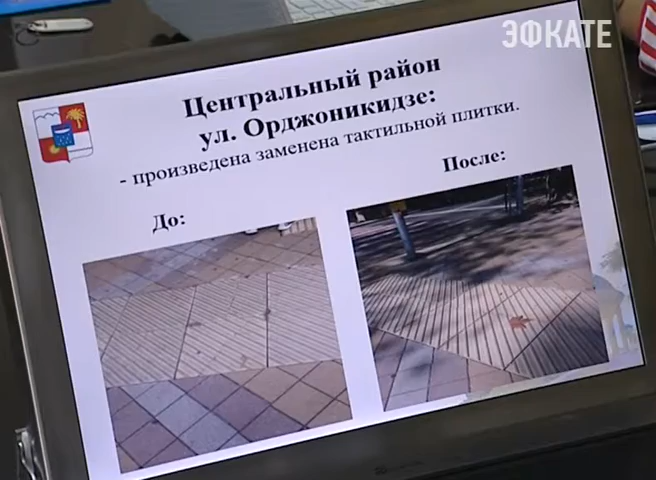 ЭФКАТЕ
Центральный район
ул. Орджоникидзе:
- произведена заменена тактильной плитки.
До:
После: